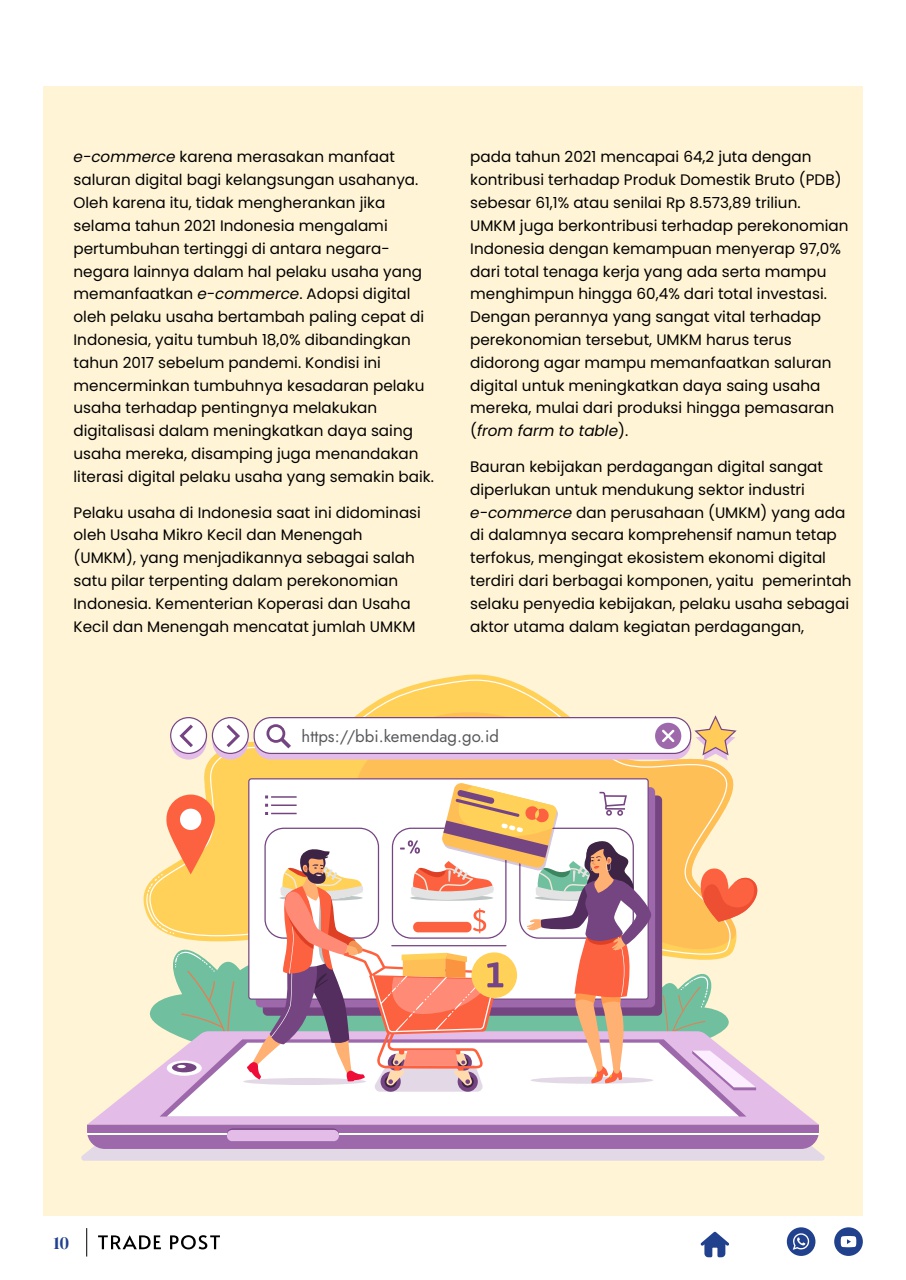 e-commerce karena merasakan manfaat
saluran digital bagi kelangsungan usahanya.
Oleh karena itu, tidak mengherankan jika
selama tahun 2021 Indonesia mengalami
pertumbuhan tertinggi di antara negara-
negara lainnya dalam hal pelaku usaha yang
memanfaatkan e-commerce. Adopsi digital
oleh pelaku usaha bertambah paling cepat di
Indonesia, yaitu tumbuh 18,0% dibandingkan
tahun 2017 sebelum pandemi. Kondisi ini
mencerminkan tumbuhnya kesadaran pelaku
usaha terhadap pentingnya melakukan
digitalisasi dalam meningkatkan daya saing
usaha mereka, disamping juga menandakan
literasi digital pelaku usaha yang semakin baik.
Pelaku usaha di Indonesia saat ini didominasi
oleh Usaha Mikro Kecil dan Menengah
(UMKM), yang menjadikannya sebagai salah
satu pilar terpenting dalam perekonomian
Indonesia. Kementerian Koperasi dan Usaha
Kecil dan Menengah mencatat jumlah UMKM
pada tahun 2021 mencapai 64,2 juta dengan
kontribusi terhadap Produk Domestik Bruto (PDB)
sebesar 61,1% atau senilai Rp 8.573,89 triliun.
UMKM juga berkontribusi terhadap perekonomian
Indonesia dengan kemampuan menyerap 97,0%
dari total tenaga kerja yang ada serta mampu
menghimpun hingga 60,4% dari total investasi.
Dengan perannya yang sangat vital terhadap
perekonomian tersebut, UMKM harus terus
didorong agar mampu memanfaatkan saluran
digital untuk meningkatkan daya saing usaha
mereka, mulai dari produksi hingga pemasaran
(from farm to table).
Bauran kebijakan perdagangan digital sangat
diperlukan untuk mendukung sektor industri
e-commerce dan perusahaan (UMKM) yang ada
di dalamnya secara komprehensif namun tetap
terfokus, mengingat ekosistem ekonomi digital
terdiri dari berbagai komponen, yaitu  pemerintah
selaku penyedia kebijakan, pelaku usaha sebagai
aktor utama dalam kegiatan perdagangan,
https://bbi.kemendag.go.id
-%
$
1
10 TRADE POST